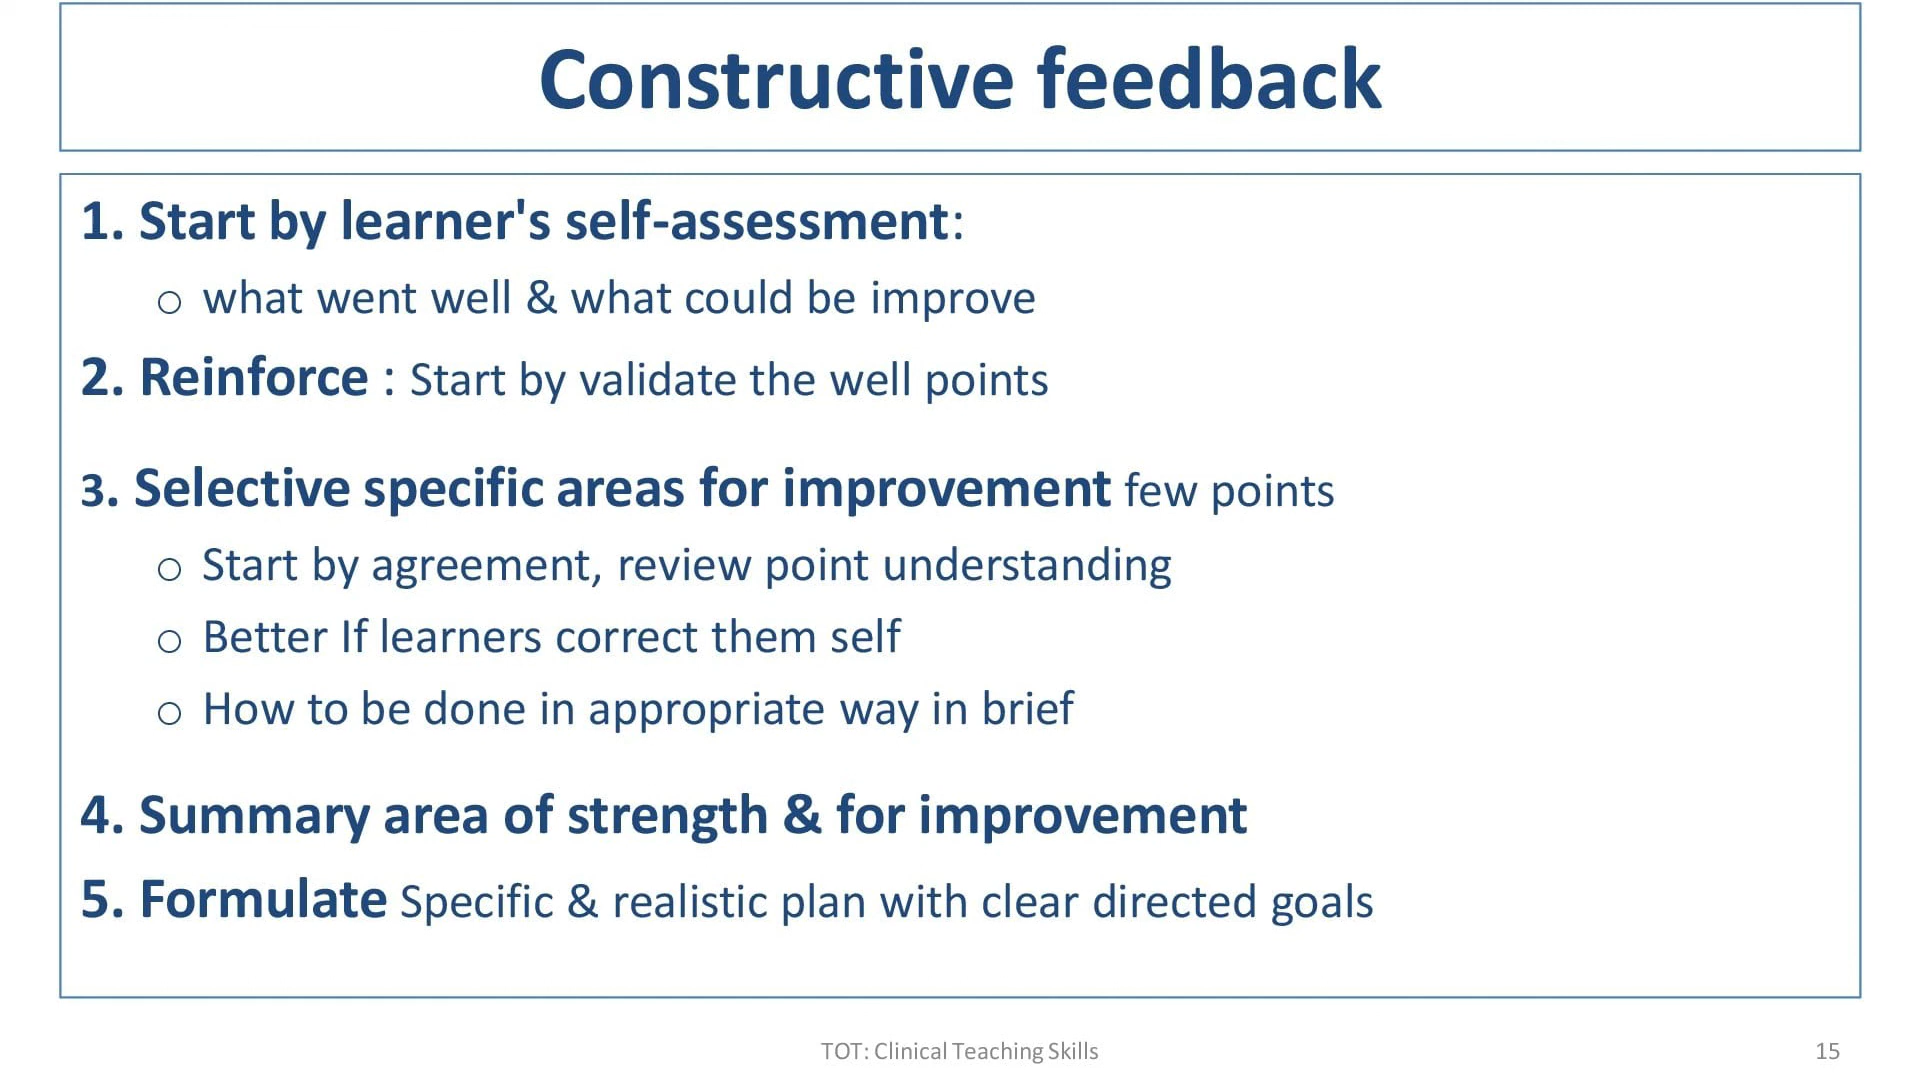 Constructive feedback
1. Start by learner's self-assessment:
o what went well & what could be improve
2. Reinforce : Start by validate the well points
3. Selective specific areas for improvement few points
o Start by agreement, review point understanding
o Better If learners correct them self
o How to be done in appropriate way in brief
4. Summary area of strength & for improvement
5. Formulate Specific & realistic plan with clear directed goals
TOT: Clinical Teaching Skills
15